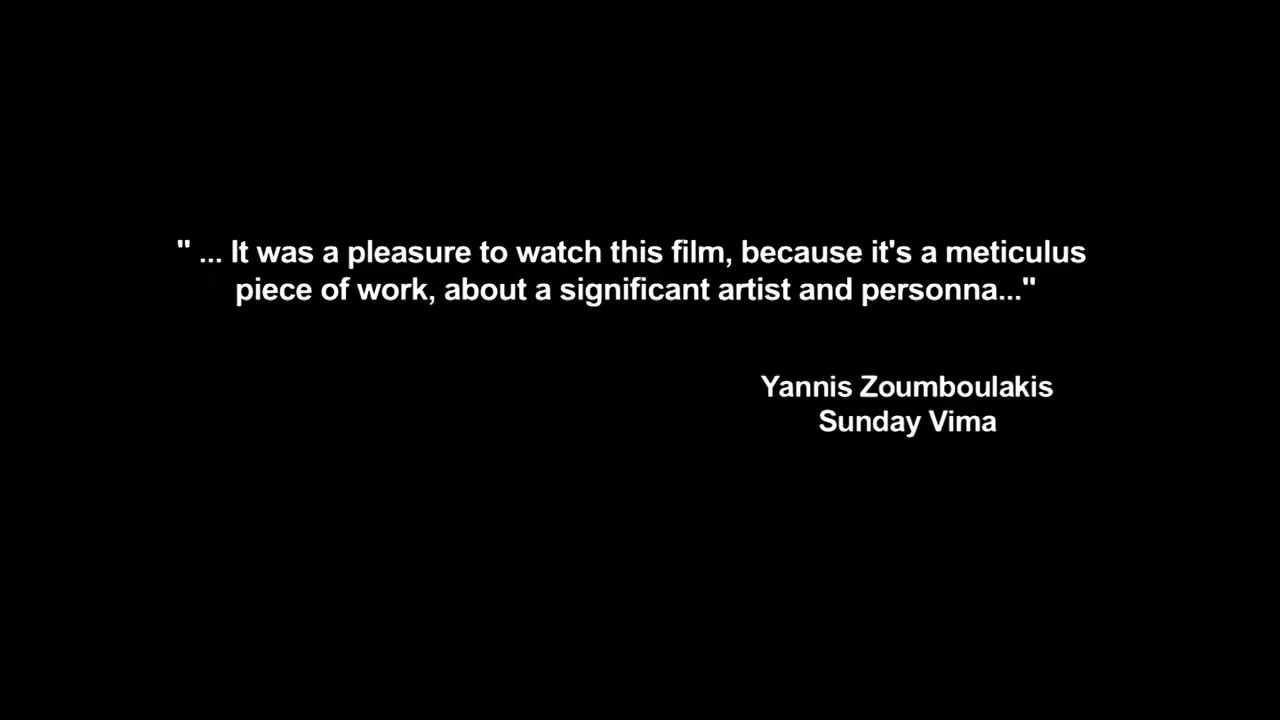 " ... It was a pleasure to watch this film, because it's a meticulus
piece of work, about a significant artist and personna..."
Yannis Zoumboulakis
Sunday Vima